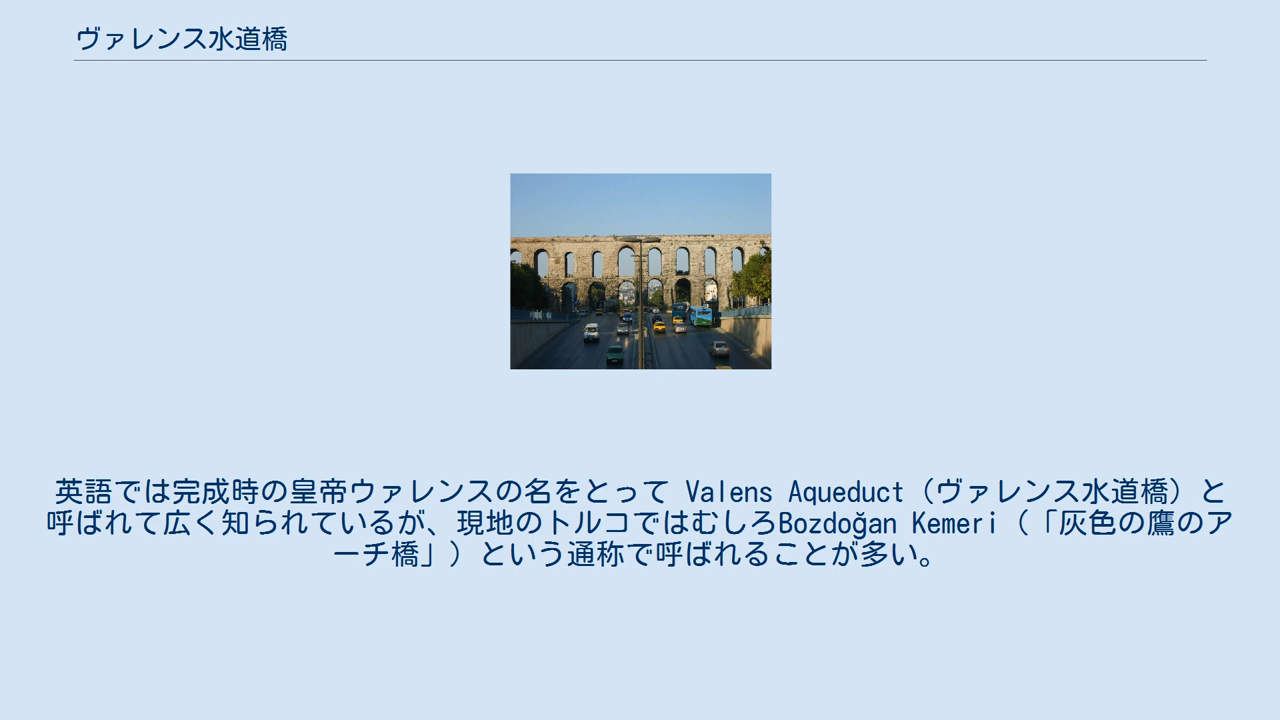 ヴァレンス水道橋
英語では完成時の皇帝ウァレンスの名をとって Valens Aqueduct（ヴァレンス水道橋）と
呼ばれて広く知られているが、現地のトルコではむしろBozdoğan Kemeri（「灰色の鷹のア
ーチ橋」）という通称で呼ばれることが多い。